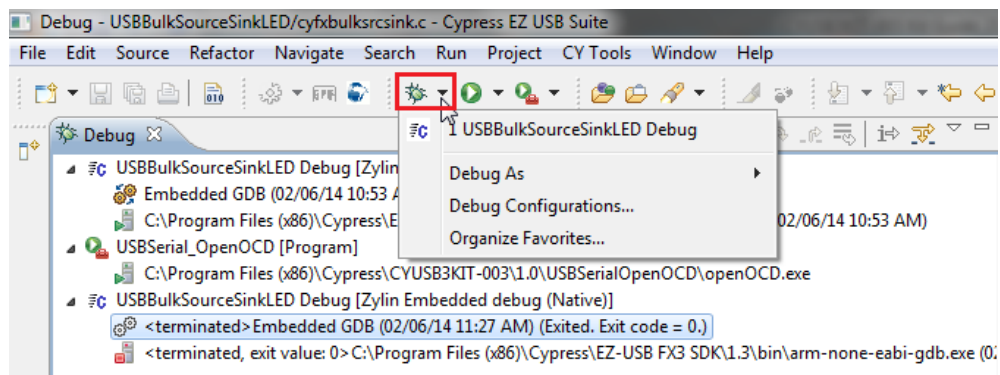 Debug - USBBulkSourceSinkLED/cyfxbulksrcsink.c - Cypress EZ USB Suite
File Edit Source Refactor Navigate Search Run Project CY Tools Window Help
Debug
1 USBBulkSourceSinkLED Debug
USBBulkSourceSinkLED Debug [Zylin
Debug As
Embedded GDB (02/06/14 10:53 A
Debug Configurations...
C:\Program Files (x86)\Cypress\E
02/06/14 10:53 AM)
Organize Favorites...
USBSerial_OpenOCD [Program]
C:\Program Files (x86)\Cypress\CYUSB3KIT-003\1.0\USBSerialOpenOCD\openOCD.exe
USBBulkSourceSinkLED Debug [Zylin Embedded debug (Native)]
<terminated>Embedded GDB (02/06/14 11:27 AM) (Exited. Exit code = 0.)
<terminated, exit value: 0>C:\Program Files (x86)\Cypress\EZ-USB FX3 SDK\1.3\bin\arm-none-eabi-gdb.exe (02